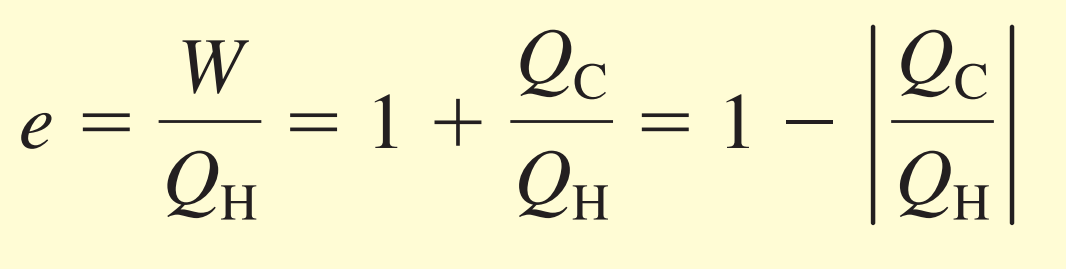 e = W/Q_H = 1 + Q_C/Q_H = 1 − |Q_C/Q_H|